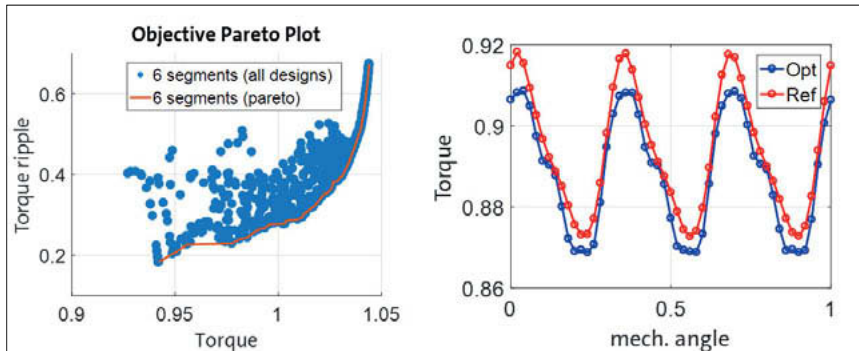 Objective Pareto Plot
6 segments (all designs)
6 segments (pareto)
Torque ripple
0.6
0.4
0.2
0.9
0.95
1
1.05
Torque
0.92
0.9
0.88
0.86
Torque
Opt
Ref
0
0.5
1
mech. angle